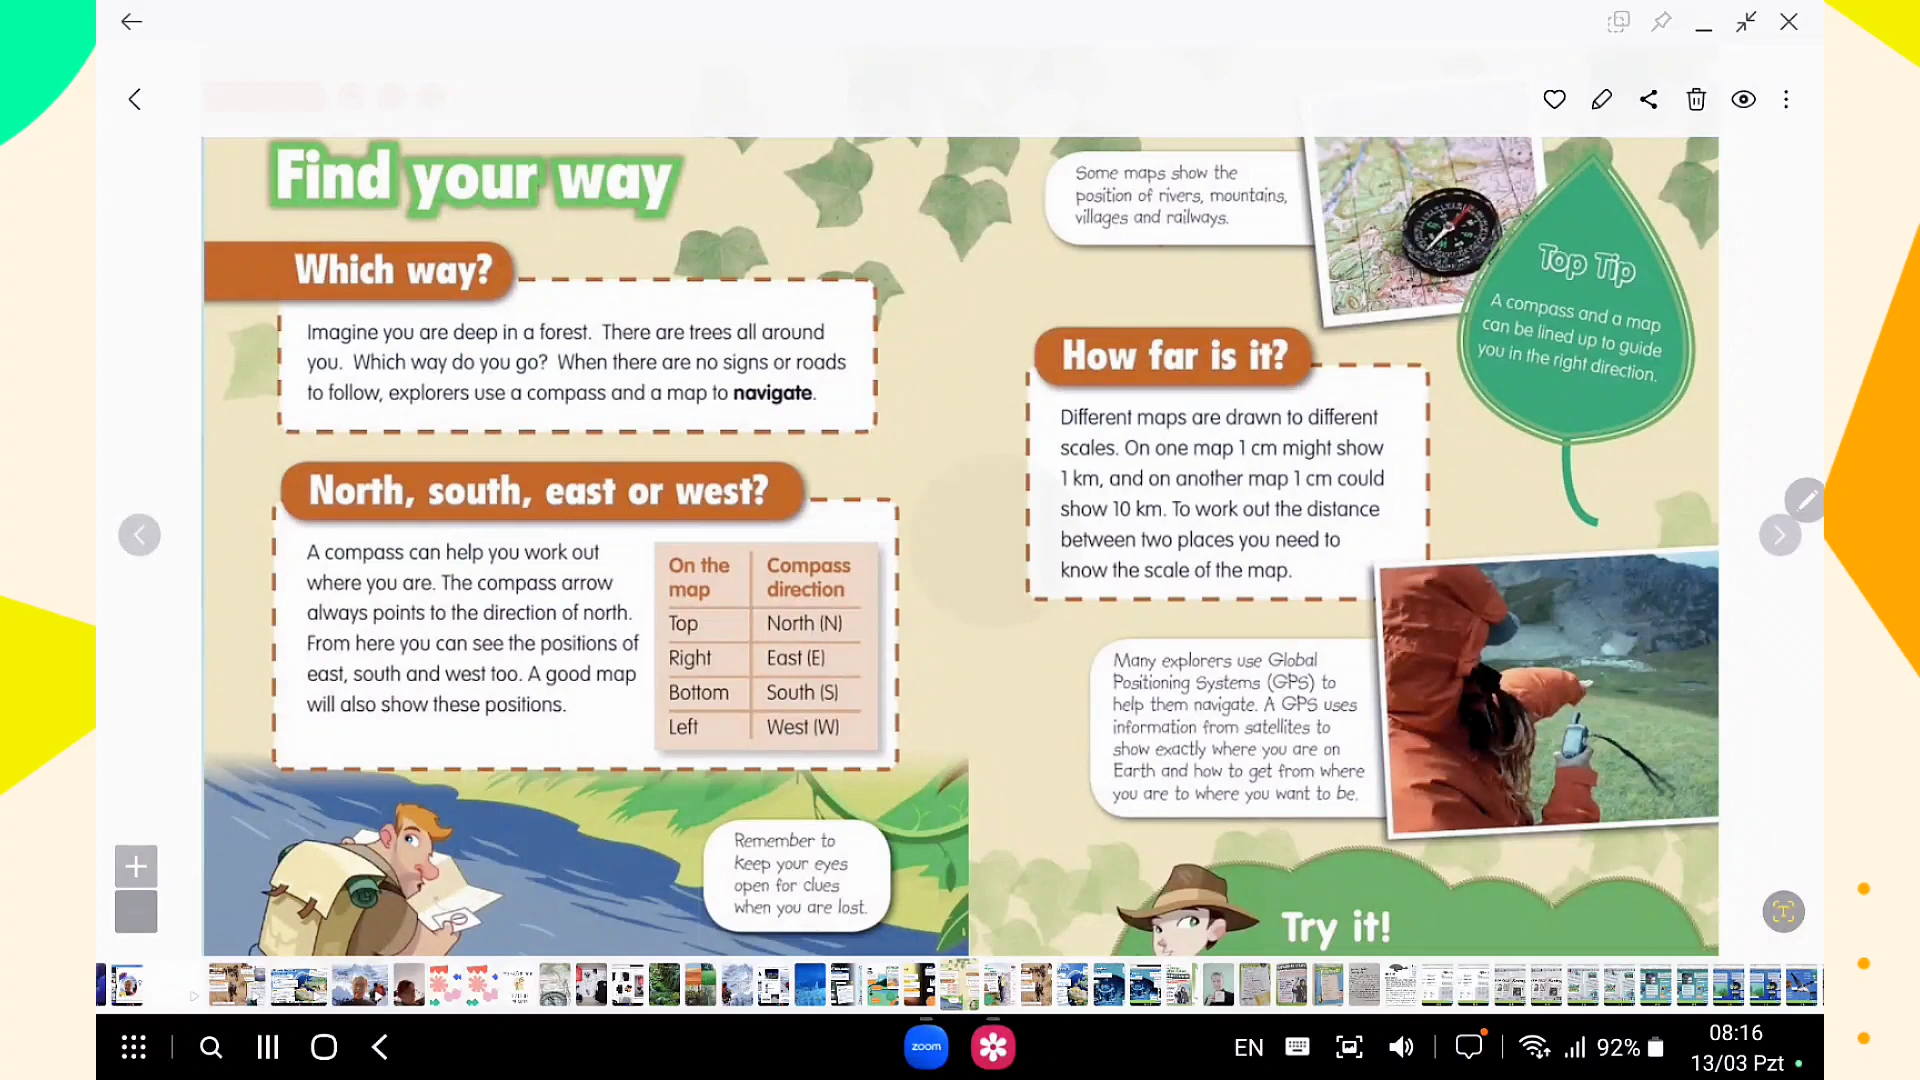 Find your way
Which way?
Imagine you are deep in a forest. There are trees all around
you. Which way do you go? When there are no signs or roads
to follow, explorers use a compass and a map to navigate.
North, south, east or west?
A compass can help you work out
where you are. The compass arrow
always points to the direction of north.
From here you can see the positions of
east, south and west too. A good map
will also show these positions.
On the map
Compass direction
Top North (N)
Right East (E)
Bottom South (S)
Left West (W)
Remember to
keep your eyes
open for clues
when you are lost.
Some maps show the
position of rivers, mountains,
villages and railways.
Top Tip
A compass and a map
can be lined up to guide
you in the right direction.
How far is it?
Different maps are drawn to different
scales. On one map 1 cm might show
1 km, and on another map 1 cm could
show 10 km. To work out the distance
between two places you need to
know the scale of the map.
Many explorers use Global
Positioning Systems (GPS) to
help them navigate. A GPS uses
information from satellites to
show exactly where you are on
Earth and how to get from where
you are to where you want to be.
Try it!
zoom
EN
92%
08:16
13/03 Pzt